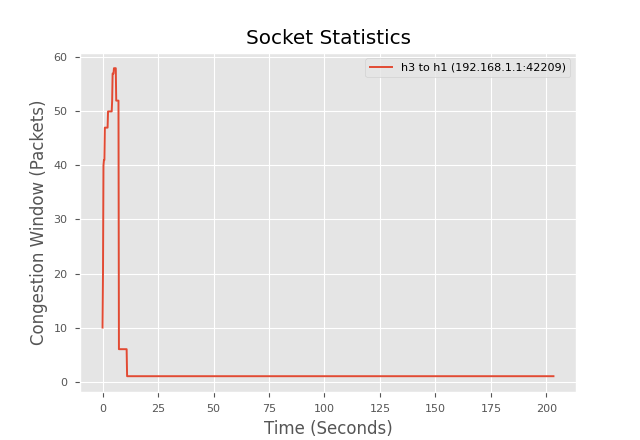 Socket Statistics
h3 to h1 (192.168.1.1:42209)
Congestion Window (Packets)
60
50
40
30
20
10
0
0 25 50 75 100 125 150 175 200
Time (Seconds)